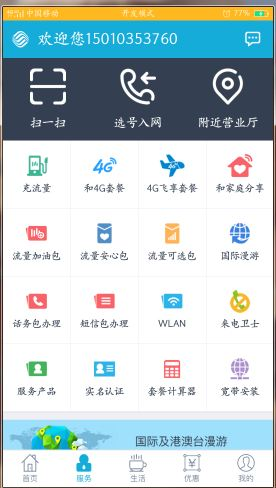 中国移动 开发模式 77%
欢迎您15010353760
扫一扫 选号入网 附近营业厅
充流量 和4G套餐 4G飞享套餐 和家庭分享
流量加油包 流量安心包 流量可选包 国际漫游
话务包办理 短信包办理 WLAN 来电卫士
服务产品 实名认证 套餐计算器 宽带安装
国际及港澳台漫游
首页 服务 生活 优惠 我的